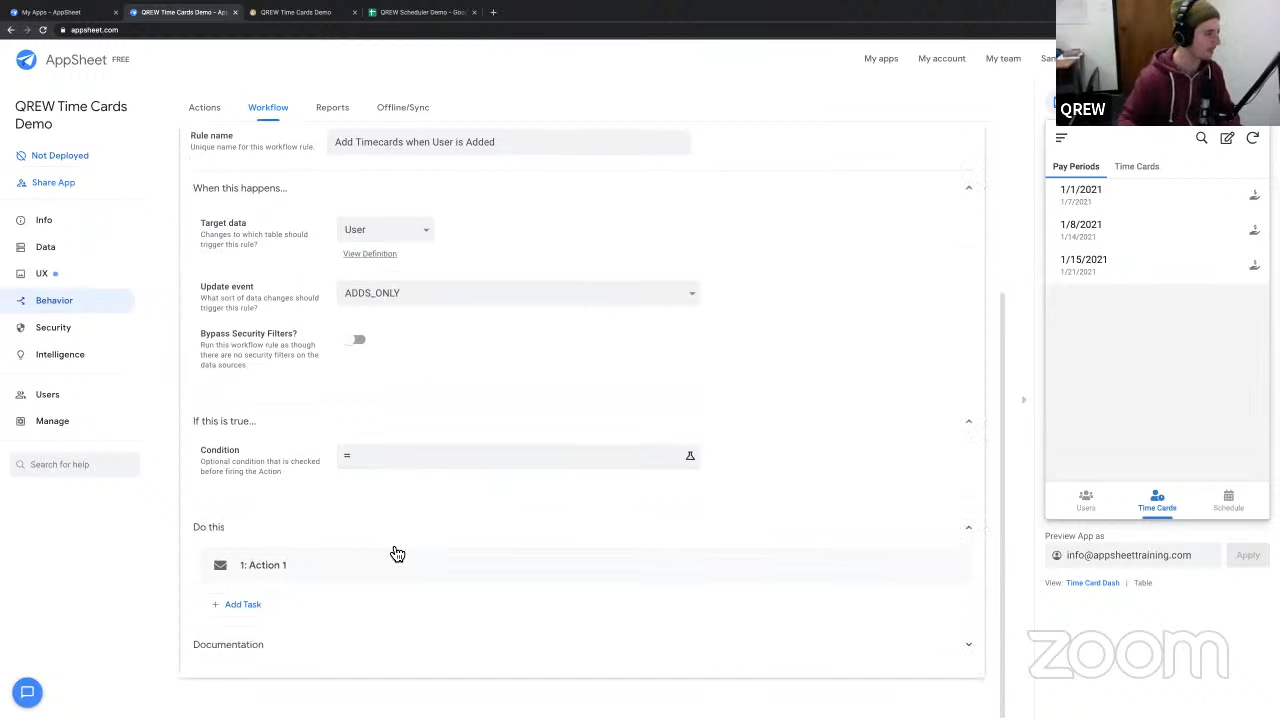 My Apps - AppSheet
QREW Time Cards Demo - Ap
QREW Time Cards Demo
QREW Scheduler Demo - Goo
appsheet.com
AppSheet FREE
My apps
My account
My team
QREW
QREW Time Cards
Demo
Not Deployed
Share App
Info
Data
UX
Behavior
Security
Intelligence
Users
Manage
Search for help
Actions
Workflow
Reports
Offline/Sync
Rule name
Unique name for this workflow rule.
Add Timecards when User is Added
When this happens...
Target data
Changes to which table should
trigger this rule?
User
View Definition
Update event
What sort of data changes should
trigger this rule?
ADDS_ONLY
Bypass Security Filters?
Run this workflow rule as though
there are no security filters on the
data sources.
If this is true...
Condition
Optional condition that is checked
before firing the Action
=
Do this
1: Action 1
+ Add Task
Documentation
Pay Periods
Time Cards
1/1/2021
1/7/2021
1/8/2021
1/14/2021
1/15/2021
1/21/2021
Users
Time Cards
Schedule
Preview App as
info@appsheettraining.com
Apply
View: Time Card Dash | Table
zoom